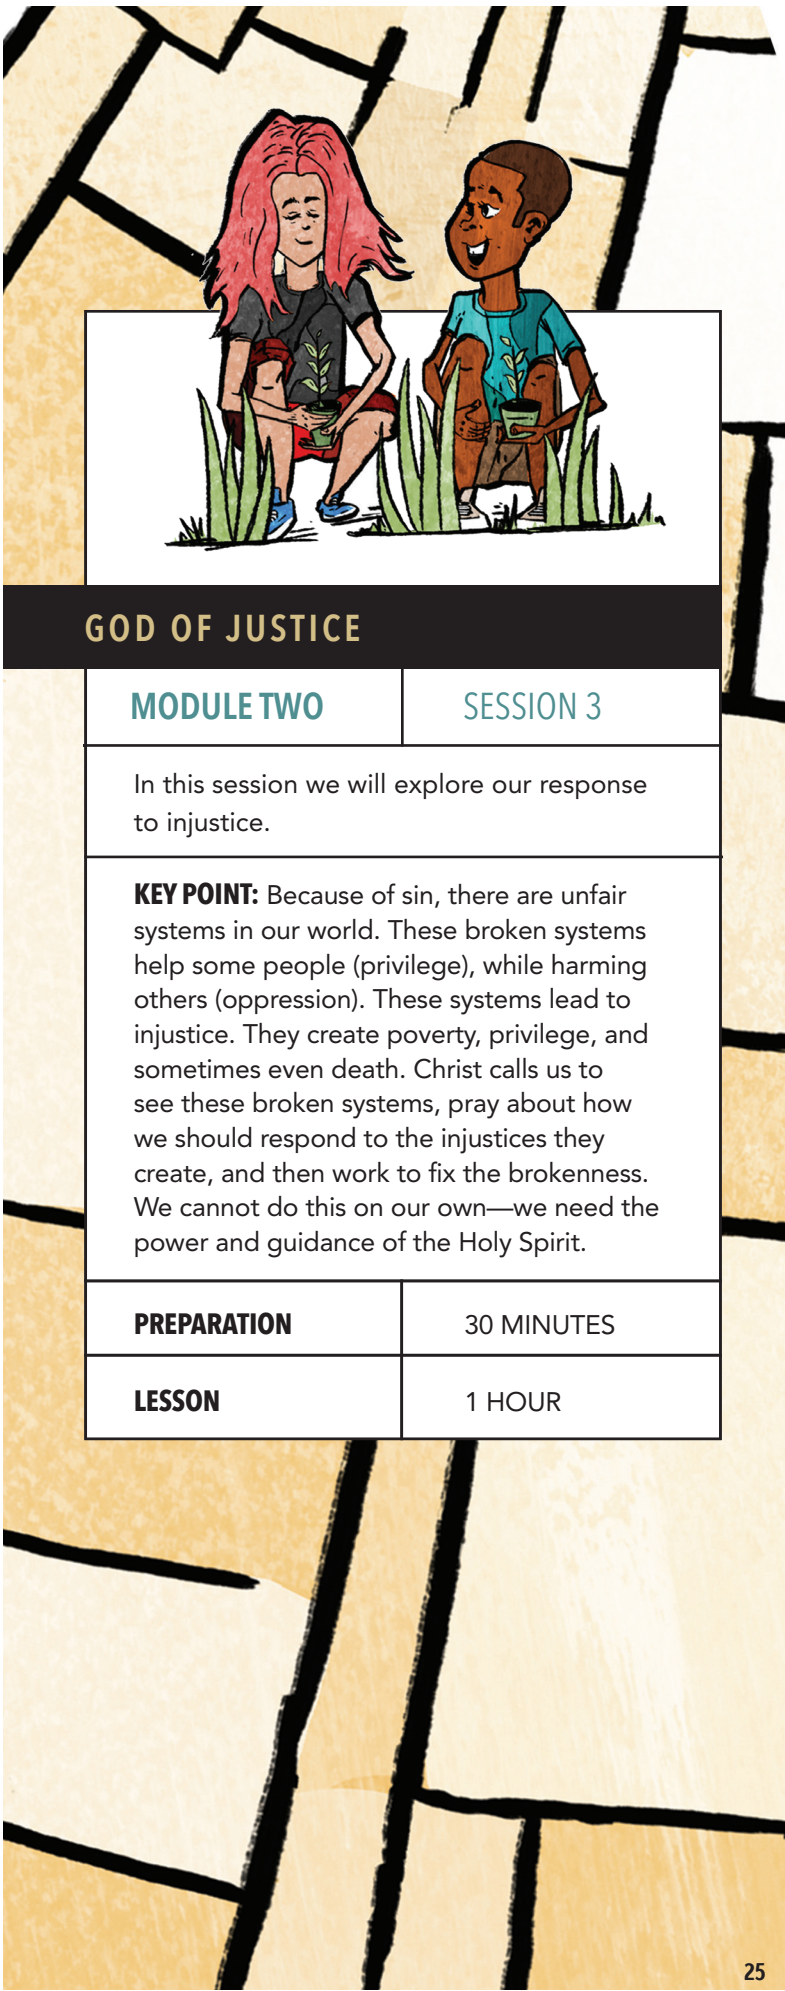 GOD OF JUSTICE
MODULE TWO
SESSION 3
In this session we will explore our response
to injustice.
KEY POINT: Because of sin, there are unfair
systems in our world. These broken systems
help some people (privilege), while harming
others (oppression). These systems lead to
injustice. They create poverty, privilege, and
sometimes even death. Christ calls us to
see these broken systems, pray about how
we should respond to the injustices they
create, and then work to fix the brokenness.
We cannot do this on our own—we need the
power and guidance of the Holy Spirit.
PREPARATION
30 MINUTES
LESSON
1 HOUR
25